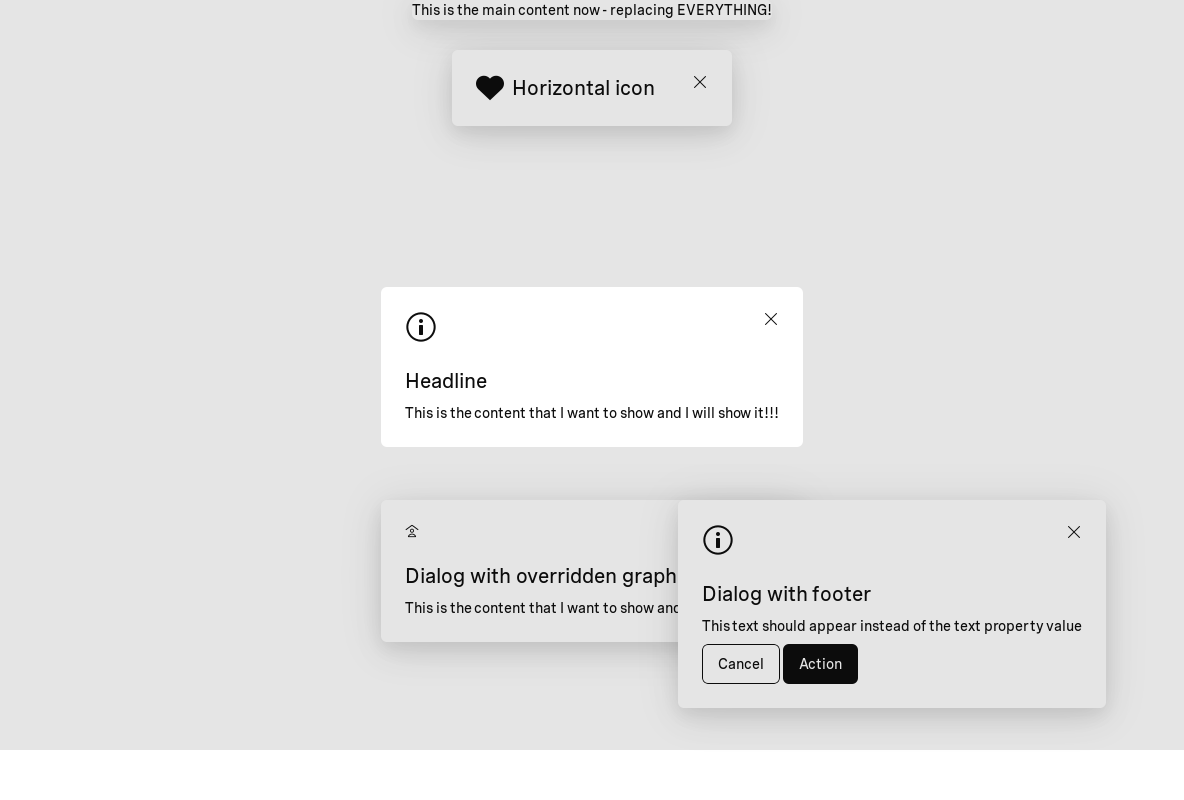 This is the main content now - replacing EVERYTHING!
Horizontal icon
Headline
This is the content that I want to show and I will show it!!!
Dialog with overridden graph
This is the content that I want to show and
Dialog with footer
This text should appear instead of the text property value
Cancel
Action